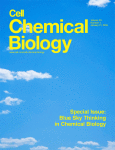 Cell
Chemical
Biology
Special Issue:
Blue Sky Thinking
in Chemical Biology